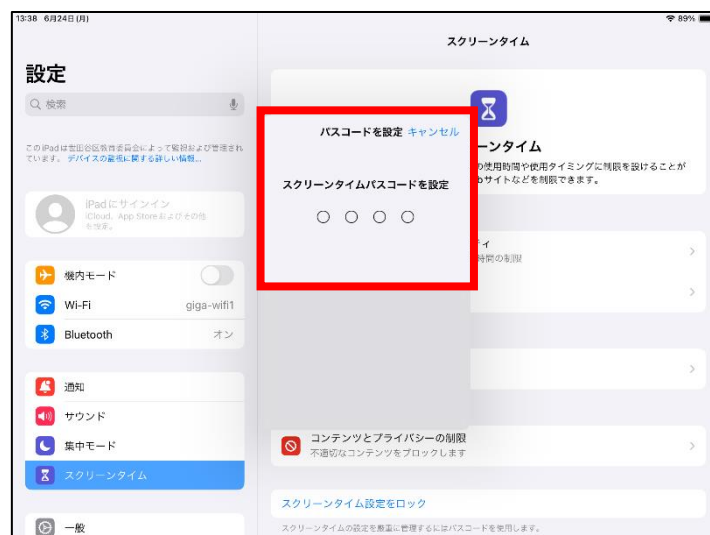 13:38 6月24日(月)
89%
スクリーンタイム
設定
検索
このiPadは世田谷区教育委員会によって監視および管理され
ています。 デバイスの監視に関する詳しい情報...
iPadにサインイン
iCloud、App Storeおよびその他
を設定。
機内モード
Wi-Fi giga-wifi1
Bluetooth オン
通知
サウンド
集中モード
スクリーンタイム
一般
パスコードを設定 キャンセル
スクリーンタイムパスコードを設定
ーンタイム
の使用時間や使用タイミングに制限を設けることが
bサイトなどを制限できます。
ィ
時間の制限
コンテンツとプライバシーの制限
不適切なコンテンツをブロックします
スクリーンタイム設定をロック
スクリーンタイムの設定を厳重に管理するにはパスコードを使用します。